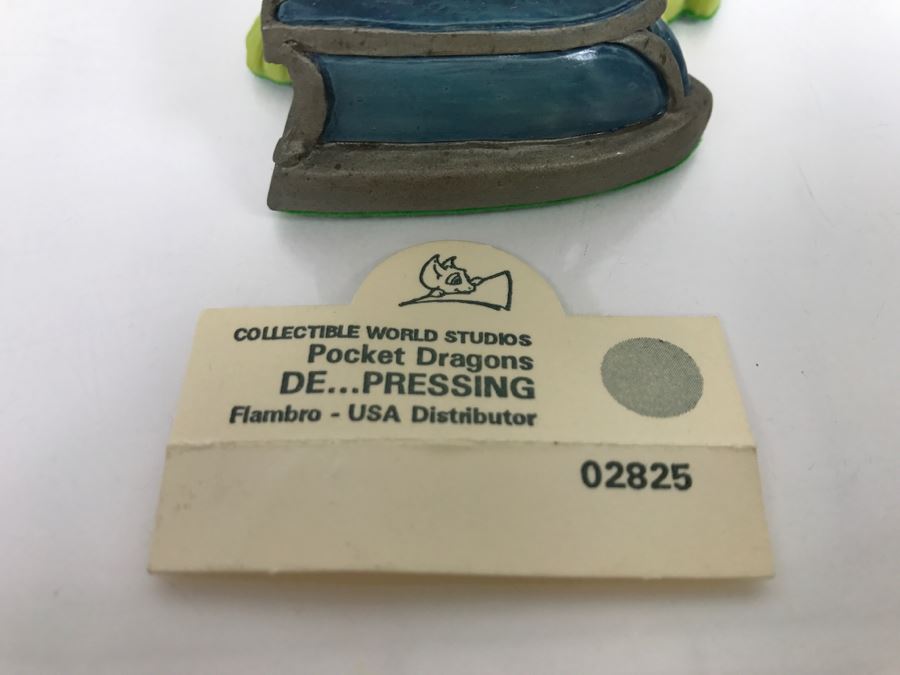 COLLECTIBLE WORLD STUDIOS
Pocket Dragons
DE...PRESSING
Flambro - USA Distributor
02825